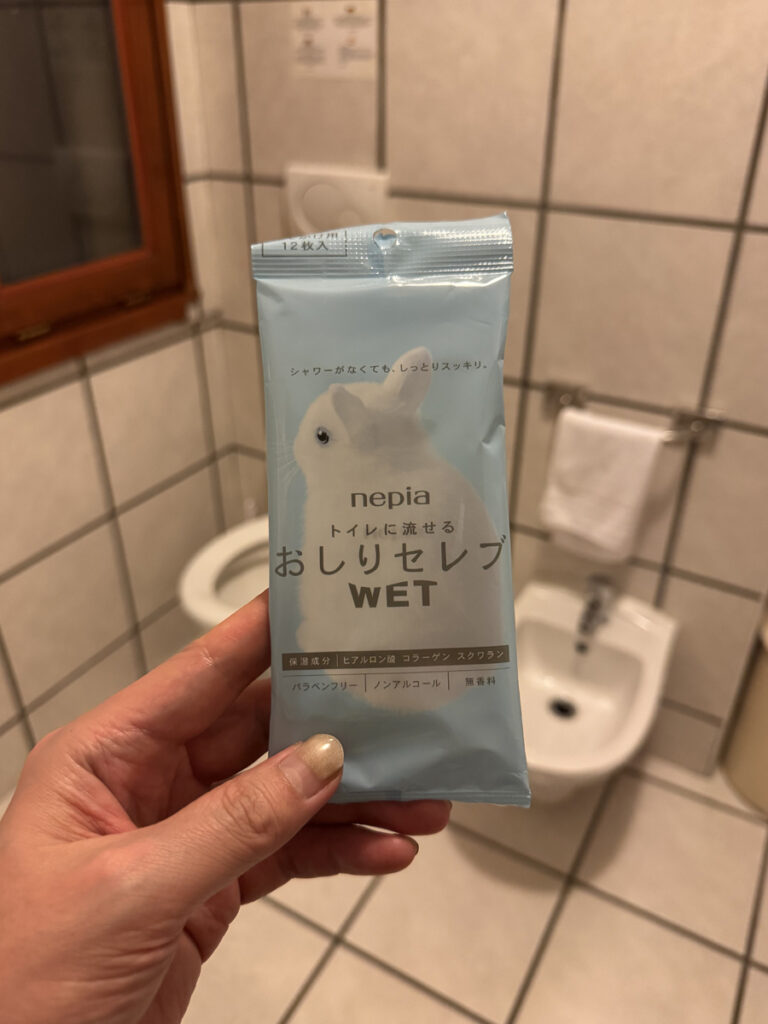 12枚入
シャワーがなくても、しっとりスッキリ。
nepia
トイレに流せる
おしりセレブ
WET
保湿成分 ヒアルロン酸 コラーゲン スクワラン
パラベンフリー ノンアルコール 無香料